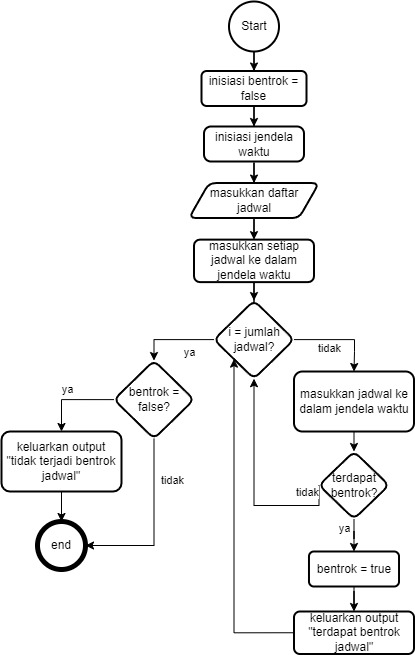 Start
inisiasi bentrok =
false
inisiasi jendela
waktu
masukkan daftar
jadwal
masukkan setiap
jadwal ke dalam
jendela waktu
i = jumlah
jadwal?
ya
tidak
bentrok =
false?
masukkan jadwal ke
dalam jendela waktu
ya
keluarkan output
"tidak terjadi bentrok
jadwal"
tidak
terdapat
bentrok?
tidak
ya
end
bentrok = true
keluarkan output
"terdapat bentrok
jadwal"